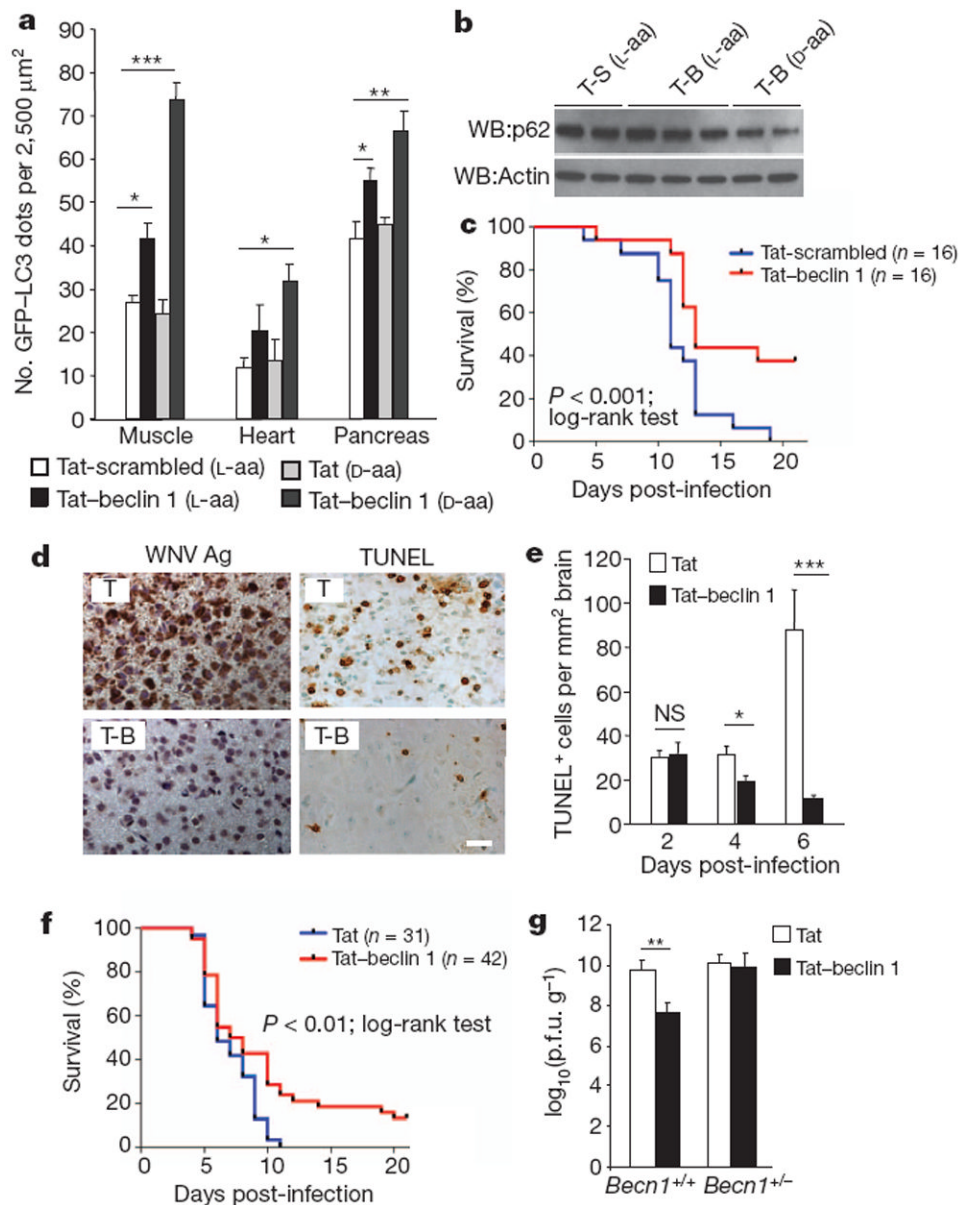 a
No. GFP–LC3 dots per 2,500 µm²
90
80
70
60
50
40
30
20
10
0
***
*
*
**
*
Muscle Heart Pancreas
Tat-scrambled (L-aa) Tat (D-aa)
Tat–beclin 1 (L-aa) Tat–beclin 1 (D-aa)
b
T-S (L-aa) T-B (L-aa) T-B (D-aa)
WB:p62
WB:Actin
c
Survival (%)
100
80
60
40
20
0
Tat-scrambled (n = 16)
Tat–beclin 1 (n = 16)
P < 0.001;
log-rank test
0 5 10 15 20
Days post-infection
d
WNV Ag TUNEL
T T
T-B T-B
e
TUNEL⁺ cells per mm² brain
120
100
80
60
40
20
0
Tat
Tat–beclin 1
NS * ***
2 4 6
Days post-infection
f
Survival (%)
100
80
60
40
20
0
Tat (n = 31)
Tat–beclin 1 (n = 42)
P < 0.01; log-rank test
0 5 10 15 20
Days post-infection
g
log₁₀(p.f.u. g⁻¹)
12
10
8
6
4
2
0
**
Tat
Tat–beclin 1
Becn1⁺/⁺ Becn1⁺/⁻